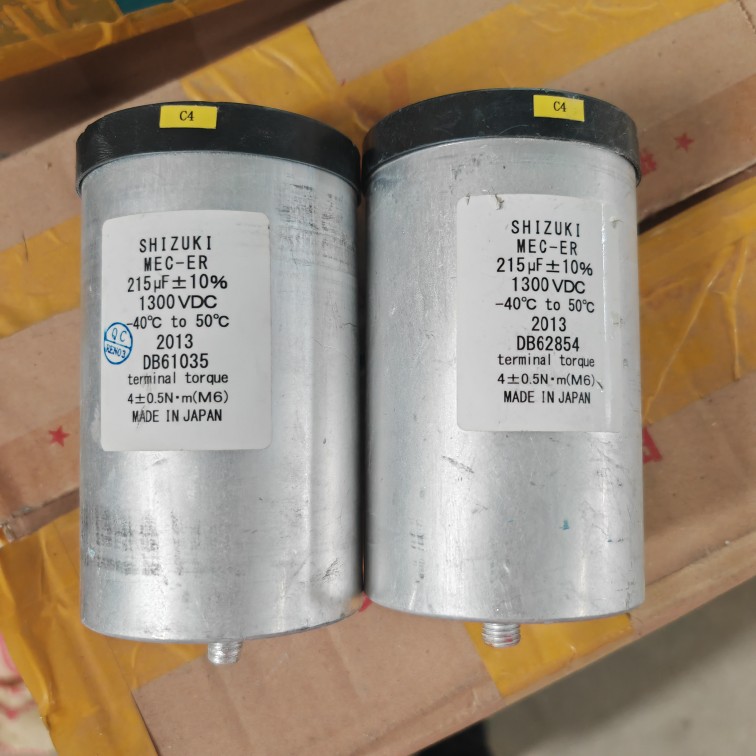 C4
SHIZUKI
MEC-ER
215μF±10%
1300VDC
-40℃ to 50℃
2013
DB61035
terminal torque
4±0.5N·m(M6)
MADE IN JAPAN
QC
KEN03
C4
SHIZUKI
MEC-ER
215μF±10%
1300VDC
-40℃ to 50℃
2013
DB62854
terminal torque
4±0.5N·m(M6)
MADE IN JAPAN